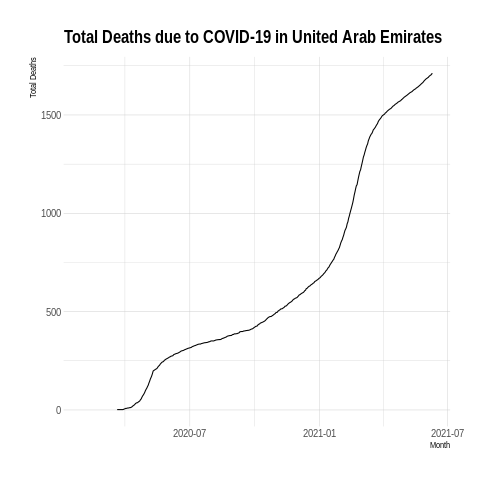 Total Deaths due to COVID-19 in United Arab Emirates
Total Deaths
1500
1000
500
0
2020-07
2021-01
2021-07
Month